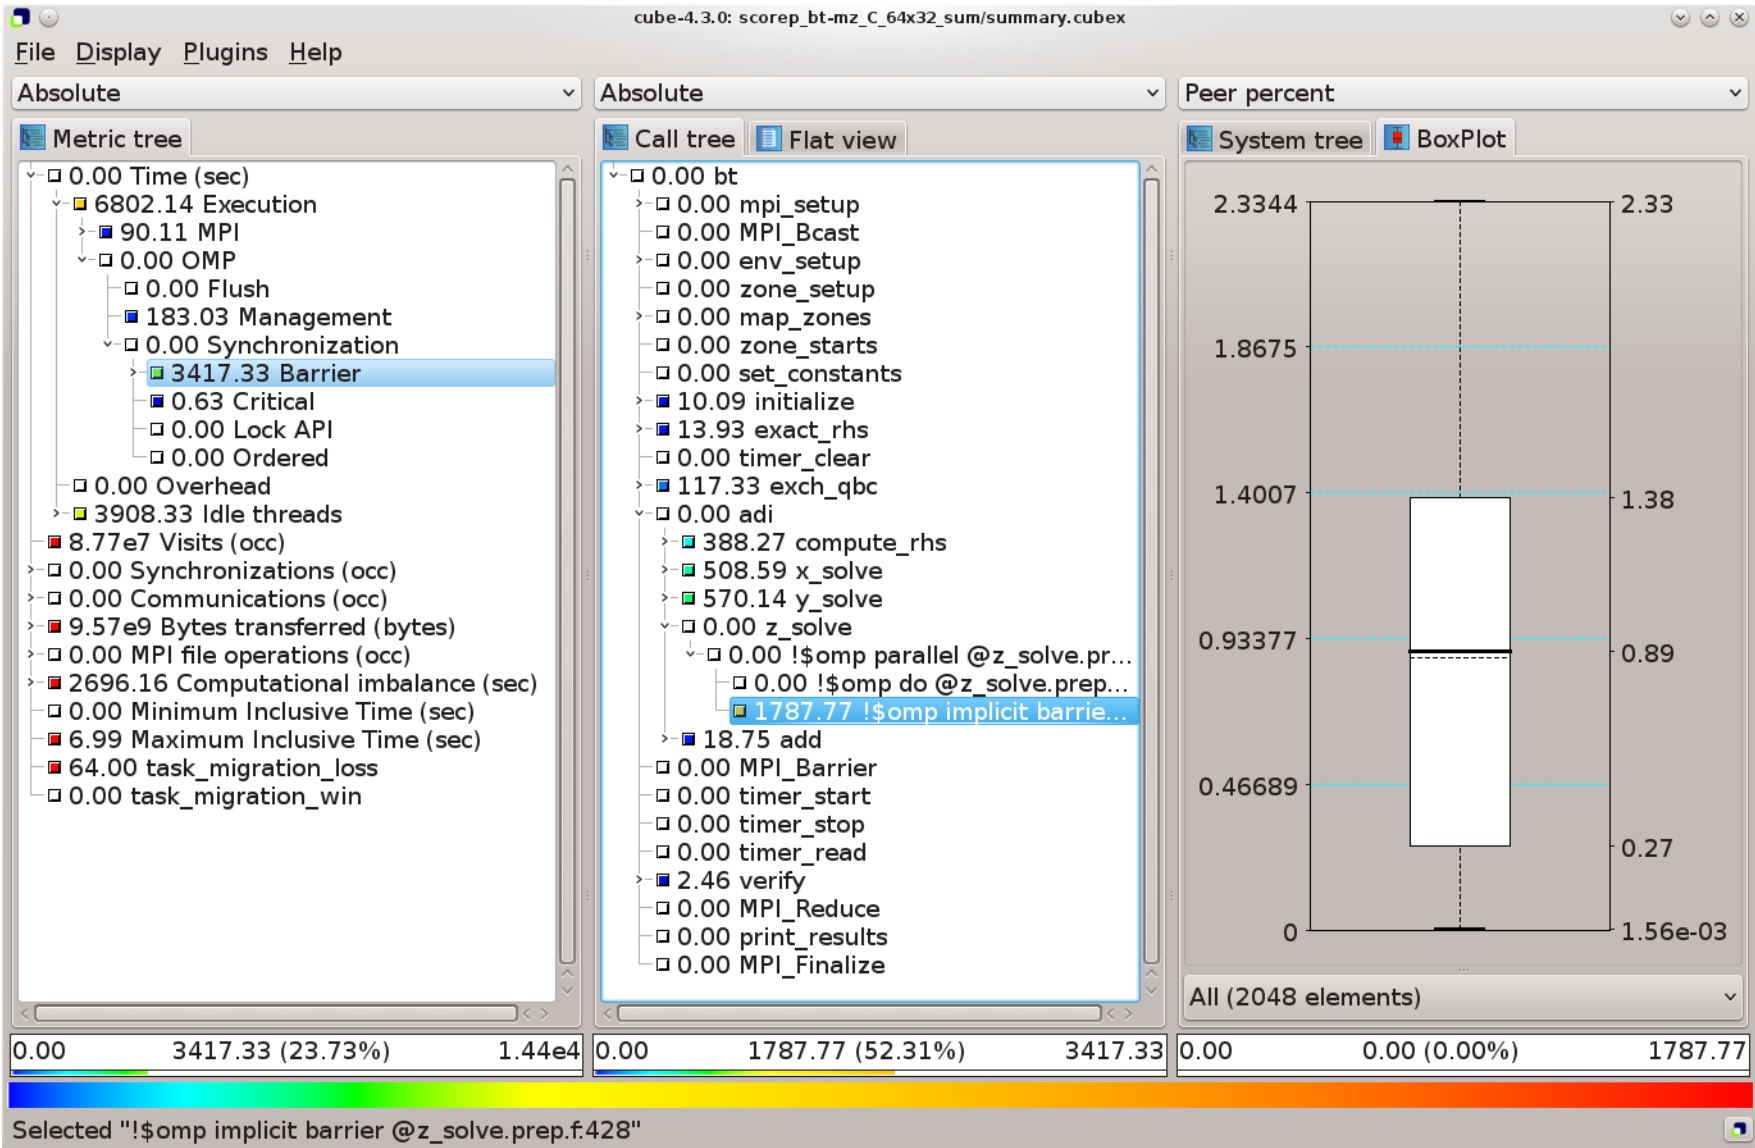 cube-4.3.0: scorep_bt-mz_C_64x32_sum/summary.cubex
File Display Plugins Help
Absolute
Metric tree
0.00 Time (sec)
6802.14 Execution
90.11 MPI
0.00 OMP
0.00 Flush
183.03 Management
0.00 Synchronization
3417.33 Barrier
0.63 Critical
0.00 Lock API
0.00 Ordered
0.00 Overhead
3908.33 Idle threads
8.77e7 Visits (occ)
0.00 Synchronizations (occ)
0.00 Communications (occ)
9.57e9 Bytes transferred (bytes)
0.00 MPI file operations (occ)
2696.16 Computational imbalance (sec)
0.00 Minimum Inclusive Time (sec)
6.99 Maximum Inclusive Time (sec)
64.00 task_migration_loss
0.00 task_migration_win
0.00 3417.33 (23.73%) 1.44e4
Absolute
Call tree Flat view
0.00 bt
0.00 mpi_setup
0.00 MPI_Bcast
0.00 env_setup
0.00 zone_setup
0.00 map_zones
0.00 zone_starts
0.00 set_constants
10.09 initialize
13.93 exact_rhs
0.00 timer_clear
117.33 exch_qbc
0.00 adi
388.27 compute_rhs
508.59 x_solve
570.14 y_solve
0.00 z_solve
0.00 !$omp parallel @z_solve.pr...
0.00 !$omp do @z_solve.prep...
1787.77 !$omp implicit barrie...
18.75 add
0.00 MPI_Barrier
0.00 timer_start
0.00 timer_stop
0.00 timer_read
2.46 verify
0.00 MPI_Reduce
0.00 print_results
0.00 MPI_Finalize
0.00 1787.77 (52.31%) 3417.33
Peer percent
System tree BoxPlot
2.3344 2.33
1.8675
1.4007 1.38
0.93377 0.89
0.46689 0.27
0 1.56e-03
All (2048 elements)
0.00 0.00 (0.00%) 1787.77
Selected "!$omp implicit barrier @z_solve.prep.f:428"